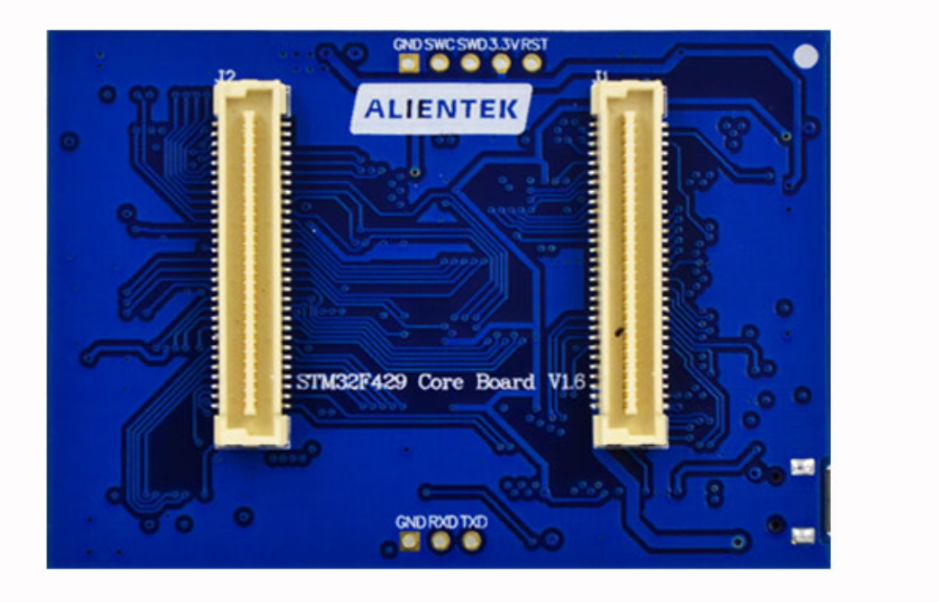 GND SWC SWD 3.3V RST
J2
J1
ALIENTEK
STM32F429 Core Board V1.6
GND RXD TXD